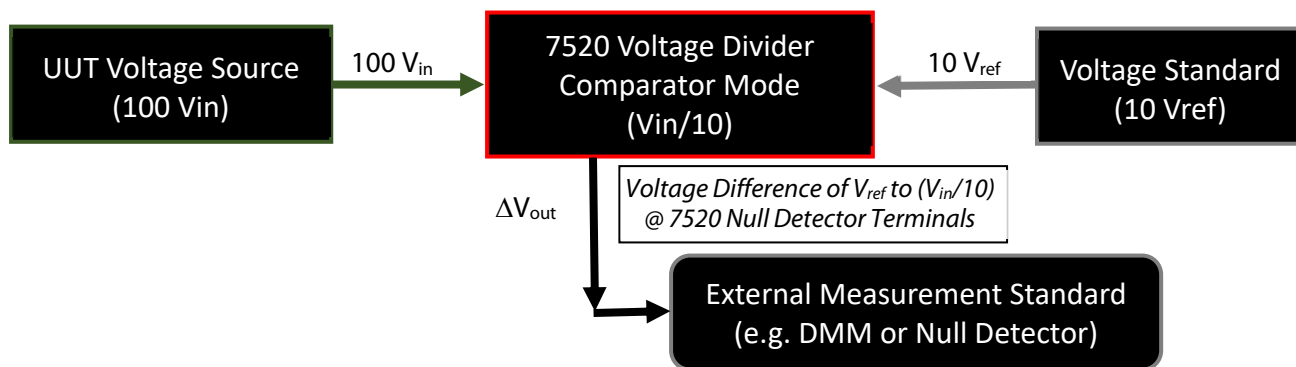 UUT Voltage Source
(100 Vin)
100 Vin
7520 Voltage Divider
Comparator Mode
(Vin/10)
10 Vref
Voltage Standard
(10 Vref)
ΔVout
Voltage Difference of Vref to (Vin/10)
@ 7520 Null Detector Terminals
External Measurement Standard
(e.g. DMM or Null Detector)